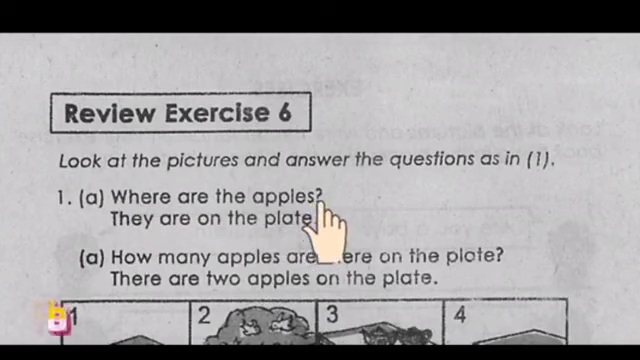 Review Exercise 6
Look at the pictures and answer the questions as in (1).
1. (a) Where are the apples?
They are on the plate
(a) How many apples are ere on the plote?
There are two apples on the plate.
1 2 3 4